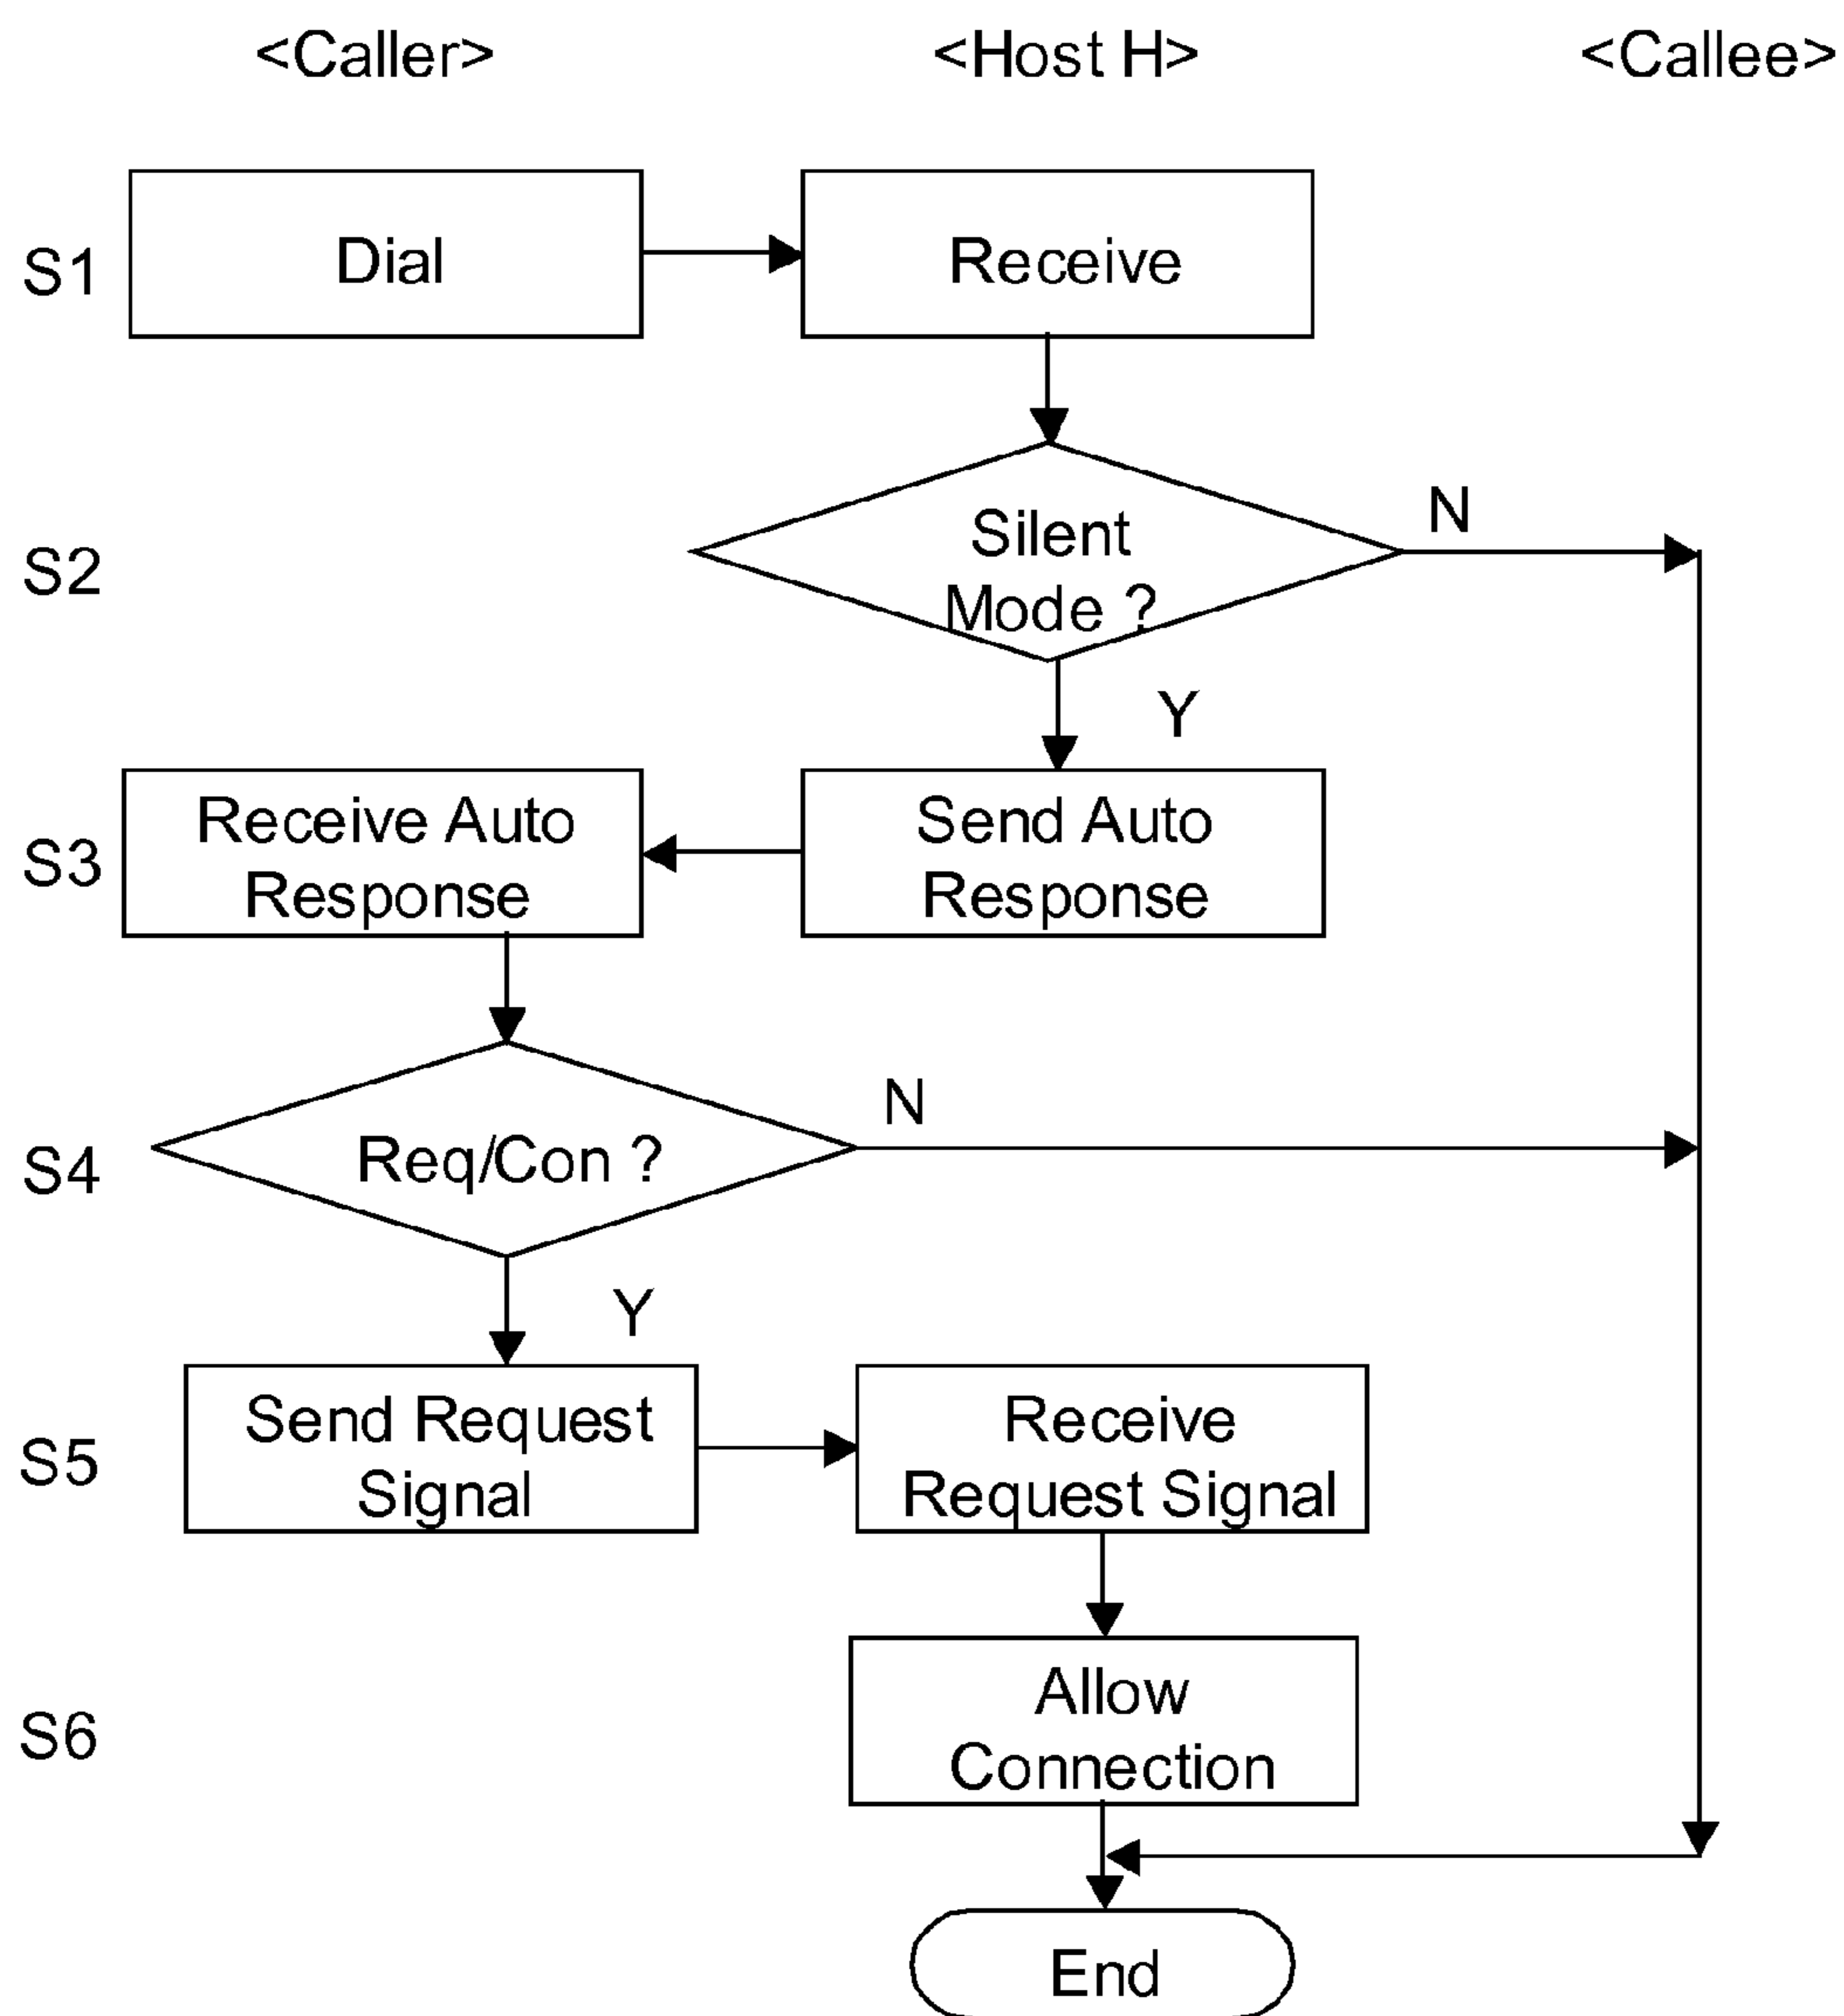 <Caller>
<Host H>
<Callee>
S1
Dial
Receive
S2
Silent
Mode ?
N
Y
S3
Receive Auto
Response
Send Auto
Response
S4
Req/Con ?
N
Y
S5
Send Request
Signal
Receive
Request Signal
S6
Allow
Connection
End